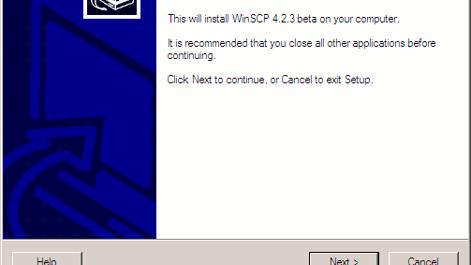 This will install WinSCP 4.2.3 beta on your computer.
It is recommended that you close all other applications before
continuing.
Click Next to continue, or Cancel to exit Setup.
Help
Next >
Cancel